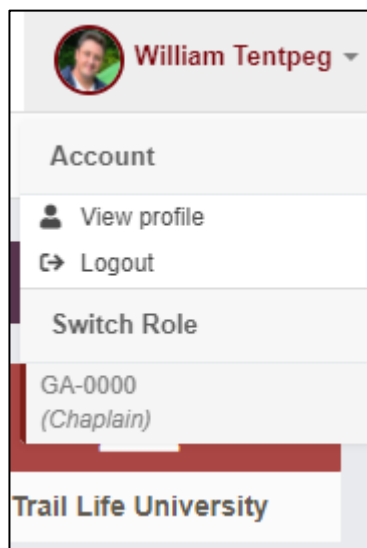 William Tentpeg
Account
View profile
Logout
Switch Role
GA-0000
(Chaplain)
Trail Life University